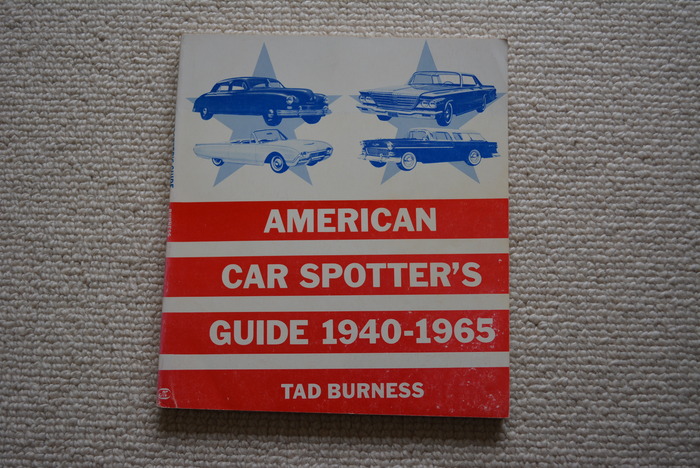 AMERICAN
CAR SPOTTER'S
GUIDE 1940-1965
TAD BURNESS